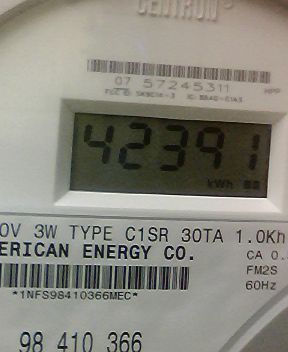 CENTRON®
07 57245311
42391
kWh
0V 3W TYPE C1SR 30TA 1.0Kh
ERICAN ENERGY CO.
CA 0.
FM2S
60Hz
*1NFS98410366MEC*
98 410 366